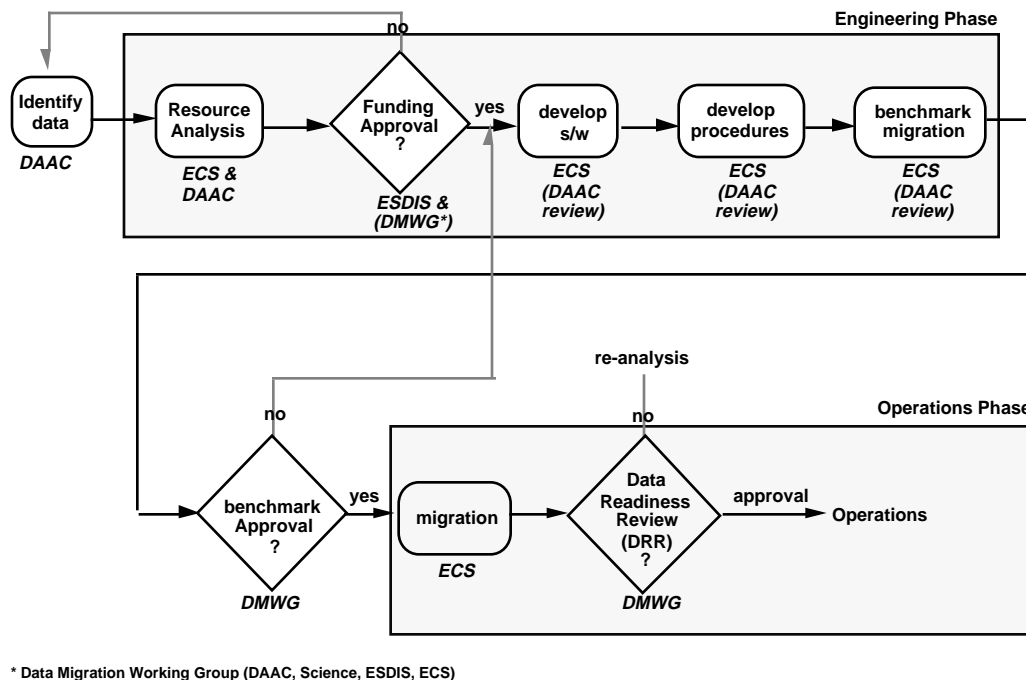 Engineering Phase
no
Identify
data
DAAC
Resource
Analysis
ECS &
DAAC
Funding
Approval
?
ESDIS &
(DMWG*)
yes
develop
s/w
ECS
(DAAC
review)
develop
procedures
ECS
(DAAC
review)
benchmark
migration
ECS
(DAAC
review)
re-analysis
Operations Phase
no
benchmark
Approval
?
DMWG
yes
migration
ECS
no
Data
Readiness
Review
(DRR)
?
DMWG
approval
Operations
* Data Migration Working Group (DAAC, Science, ESDIS, ECS)